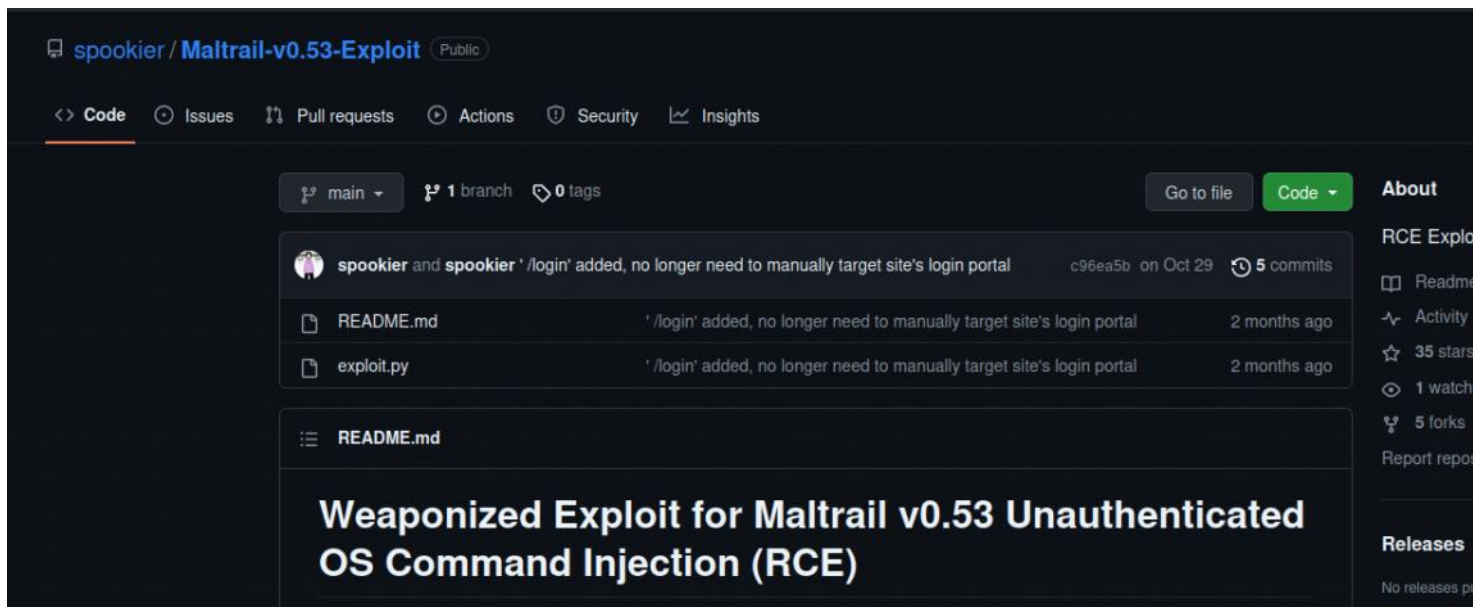 spookier / Maltrail-v0.53-Exploit Public
<> Code Issues Pull requests Actions Security Insights
main 1 branch 0 tags Go to file Code
spookier and spookier ' /login' added, no longer need to manually target site's login portal c96ea5b on Oct 29 5 commits
README.md ' /login' added, no longer need to manually target site's login portal 2 months ago
exploit.py ' /login' added, no longer need to manually target site's login portal 2 months ago
README.md
Weaponized Exploit for Maltrail v0.53 Unauthenticated
OS Command Injection (RCE)
About
RCE Explo
Readme
Activity
35 stars
1 watch
5 forks
Report repos
Releases
No releases p